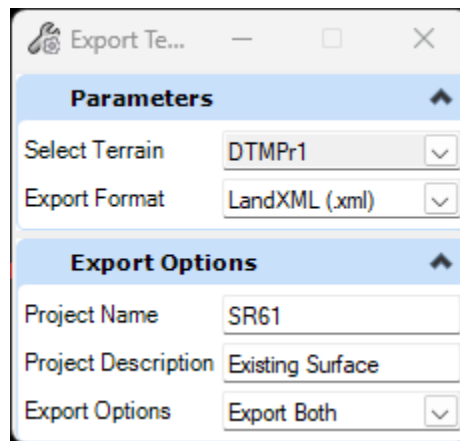 Export Te...
Parameters
Select Terrain DTMPr1
Export Format LandXML (.xml)
Export Options
Project Name SR61
Project Description Existing Surface
Export Options Export Both